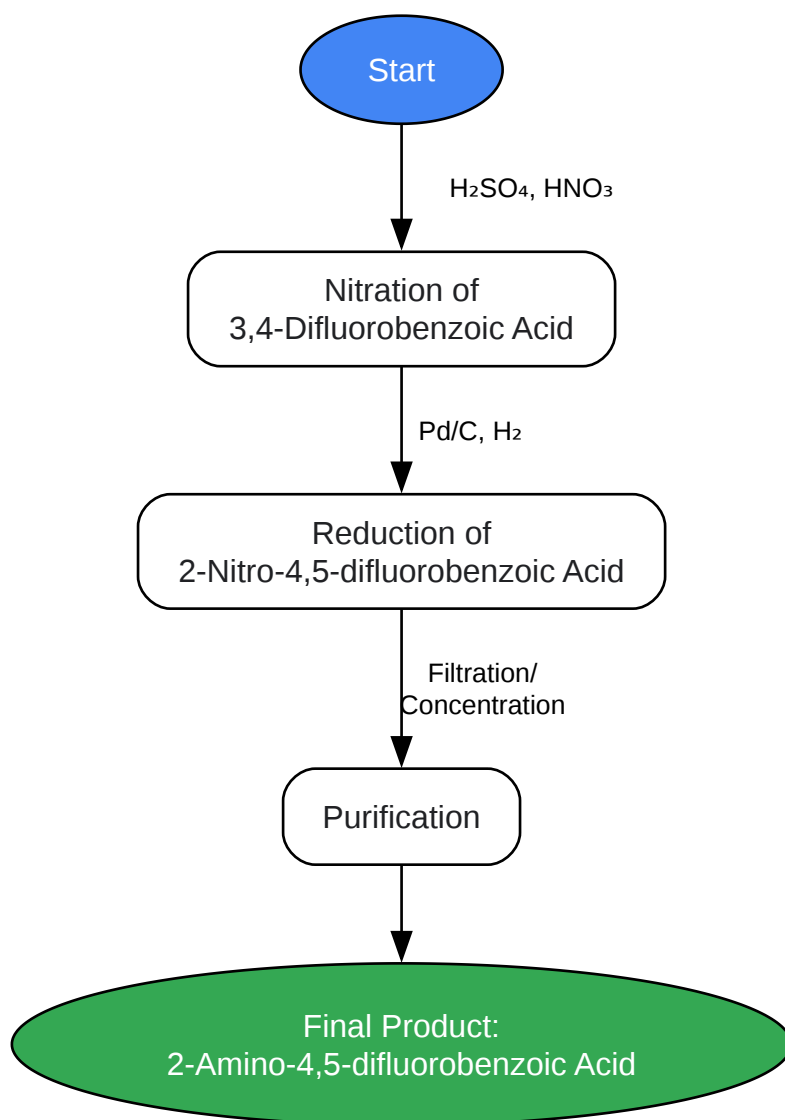 Start
H₂SO₄, HNO₃
Nitration of
3,4-Difluorobenzoic Acid
Pd/C, H₂
Reduction of
2-Nitro-4,5-difluorobenzoic Acid
Filtration/
Concentration
Purification
Final Product:
2-Amino-4,5-difluorobenzoic Acid